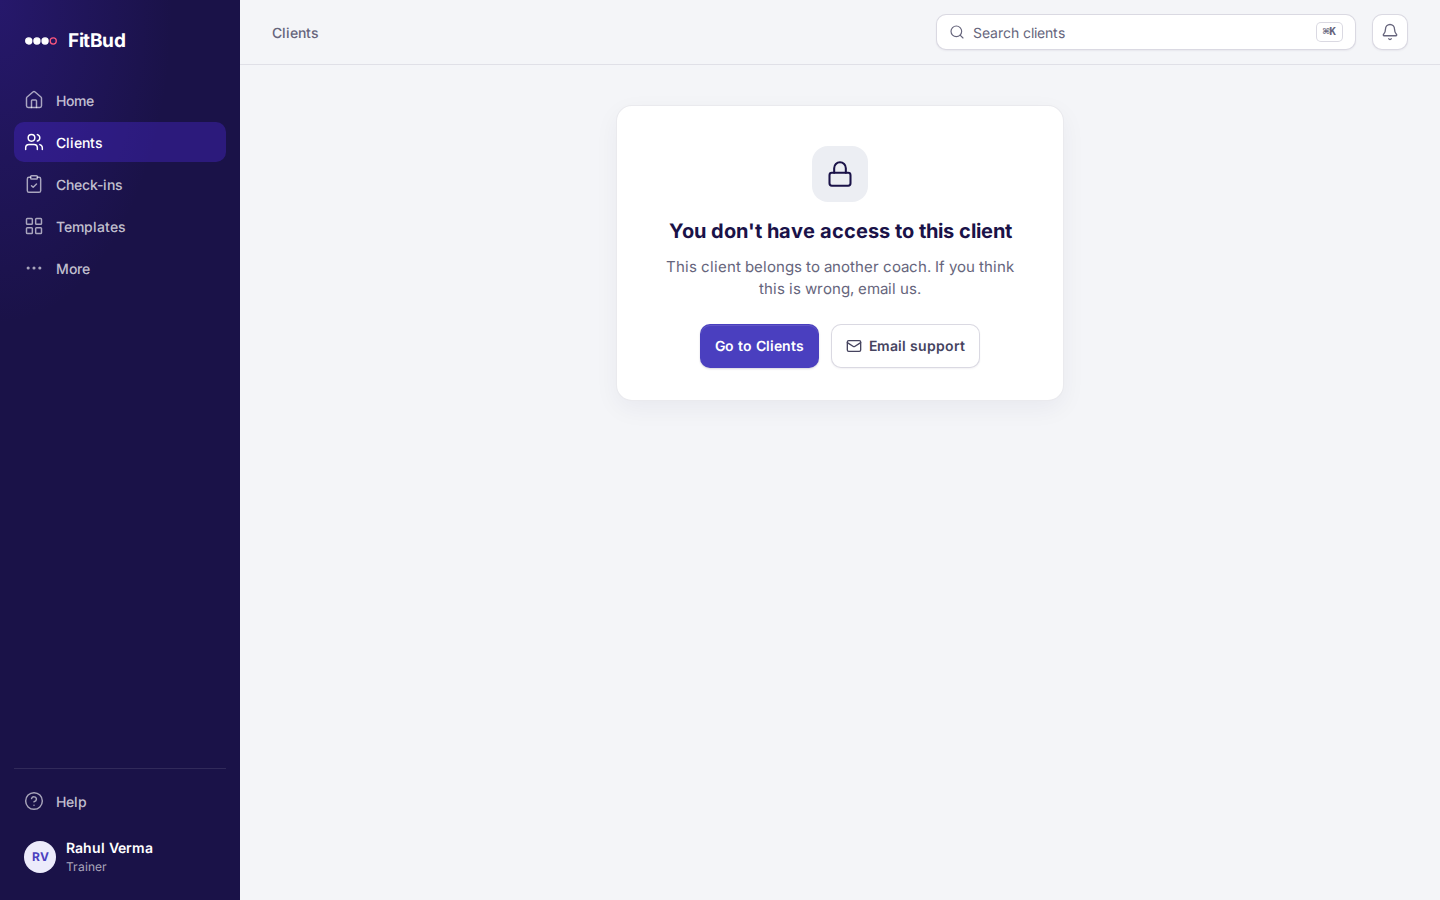 FitBud
Home
Clients
Check-ins
Templates
More
Help
RV
Rahul Verma
Trainer
Clients
Search clients
⌘K
You don't have access to this client
This client belongs to another coach. If you think
this is wrong, email us.
Go to Clients
Email support